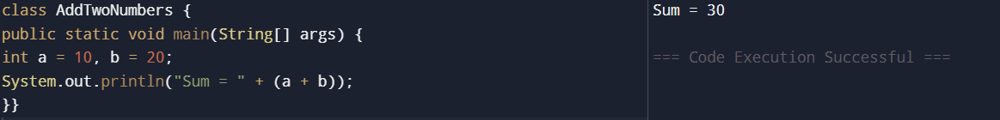 class AddTwoNumbers {
public static void main(String[] args) {
int a = 10, b = 20;
System.out.println("Sum = " + (a + b));
}}
Sum = 30
=== Code Execution Successful ===